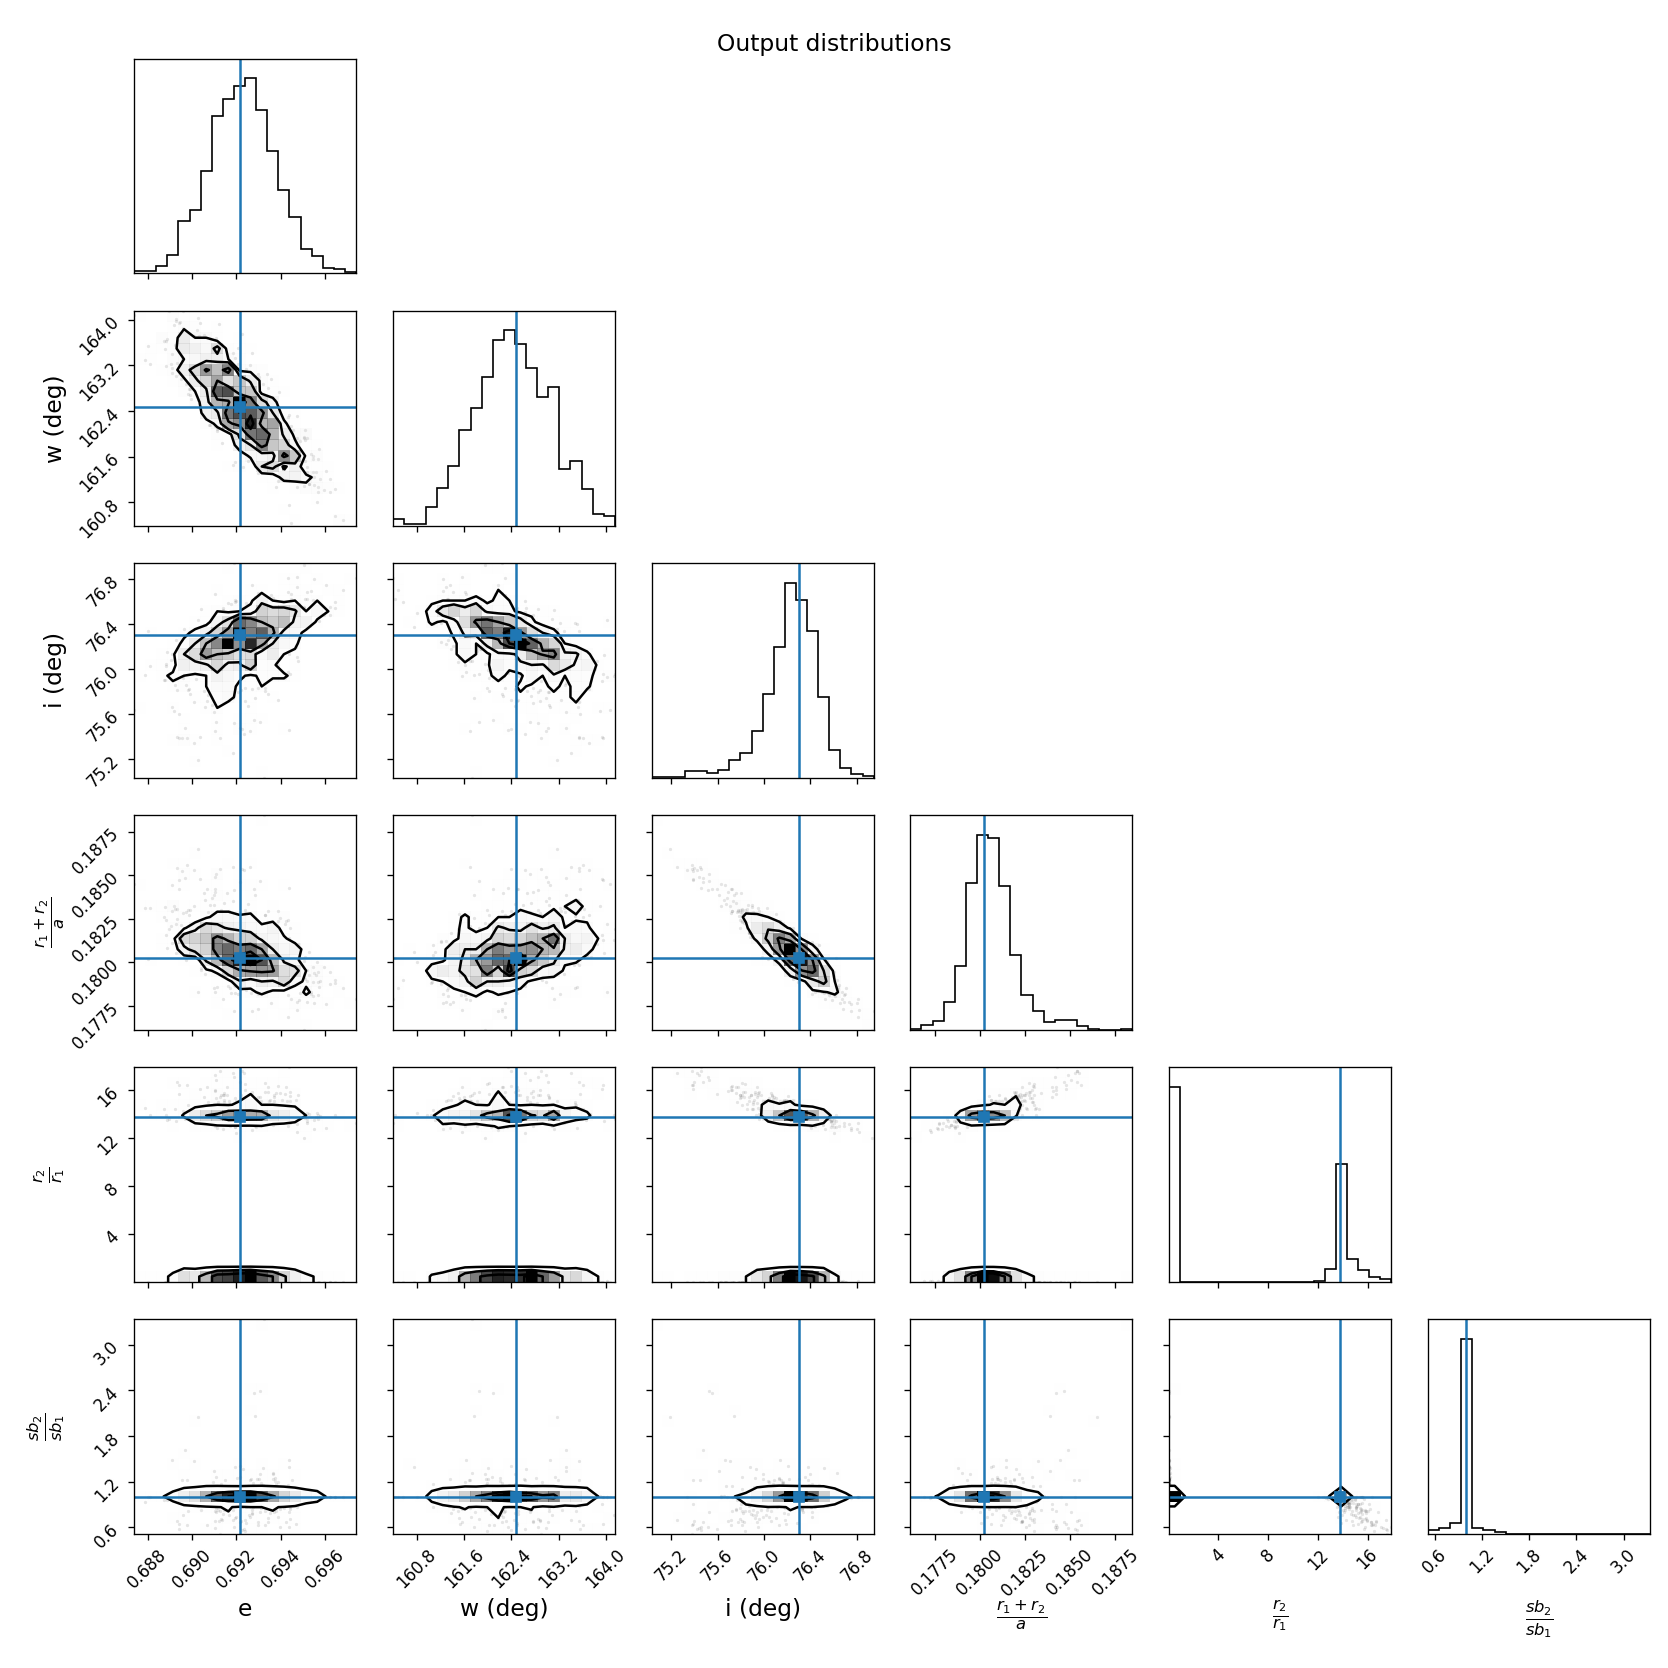 Output distributions
164.0
163.2
162.4
161.6
160.8
w (deg)
76.8
76.4
76.0
75.6
75.2
i (deg)
0.1875
0.1850
0.1825
0.1800
0.1775
r₁ + r₂
a
16
12
8
4
r₂
r₁
3.0
2.4
1.8
1.2
0.6
sb₂
sb₁
0.688 0.690 0.692 0.694 0.696
e
160.8 161.6 162.4 163.2 164.0
w (deg)
75.2 75.6 76.0 76.4 76.8
i (deg)
0.1775 0.1800 0.1825 0.1850 0.1875
r₁ + r₂
a
4 8 12 16
r₂
r₁
0.6 1.2 1.8 2.4 3.0
sb₂
sb₁